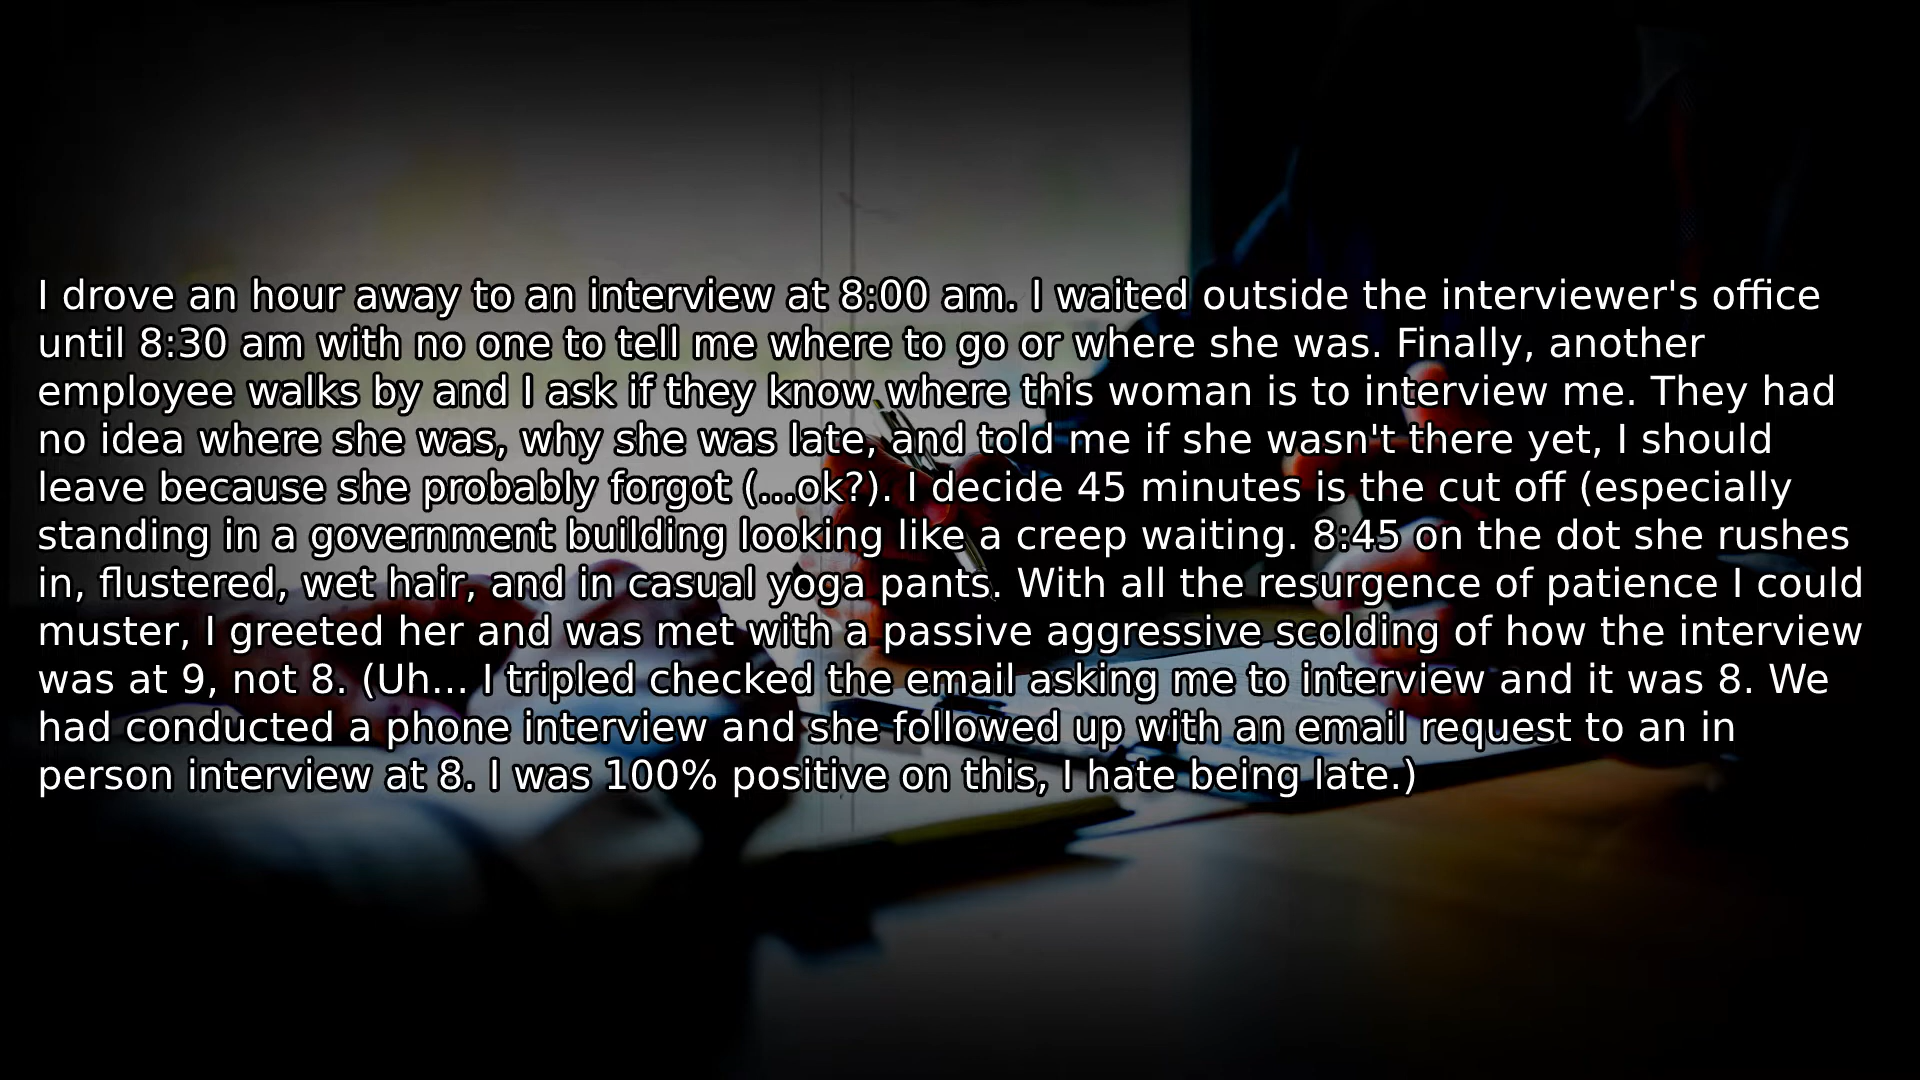 I drove an hour away to an interview at 8:00 am. I waited outside the interviewer's office
until 8:30 am with no one to tell me where to go or where she was. Finally, another
employee walks by and I ask if they know where this woman is to interview me. They had
no idea where she was, why she was late, and told me if she wasn't there yet, I should
leave because she probably forgot (...ok?). I decide 45 minutes is the cut off (especially
standing in a government building looking like a creep waiting. 8:45 on the dot she rushes
in, flustered, wet hair, and in casual yoga pants. With all the resurgence of patience I could
muster, I greeted her and was met with a passive aggressive scolding of how the interview
was at 9, not 8. (Uh... I tripled checked the email asking me to interview and it was 8. We
had conducted a phone interview and she followed up with an email request to an in
person interview at 8. I was 100% positive on this, I hate being late.)